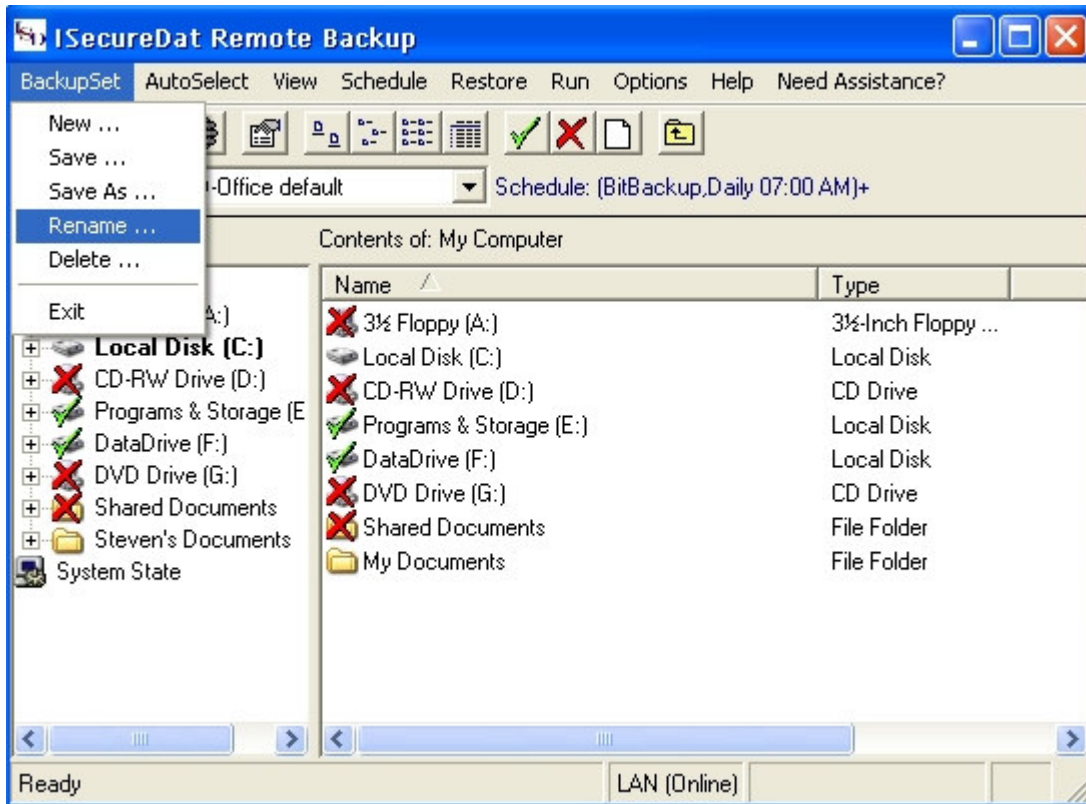 ISecureDat Remote Backup
BackupSet AutoSelect View Schedule Restore Run Options Help Need Assistance?
New ...
Save ...
Save As ...
Rename ...
Delete ...
Exit
-Office default
Schedule: (BitBackup,Daily 07:00 AM)+
Contents of: My Computer
A:)
Local Disk (C:)
CD-RW Drive (D:)
Programs & Storage (E
DataDrive (F:)
DVD Drive (G:)
Shared Documents
Steven's Documents
System State
Name Type
3½ Floppy (A:) 3½-Inch Floppy ...
Local Disk (C:) Local Disk
CD-RW Drive (D:) CD Drive
Programs & Storage (E:) Local Disk
DataDrive (F:) Local Disk
DVD Drive (G:) CD Drive
Shared Documents File Folder
My Documents File Folder
Ready LAN (Online)